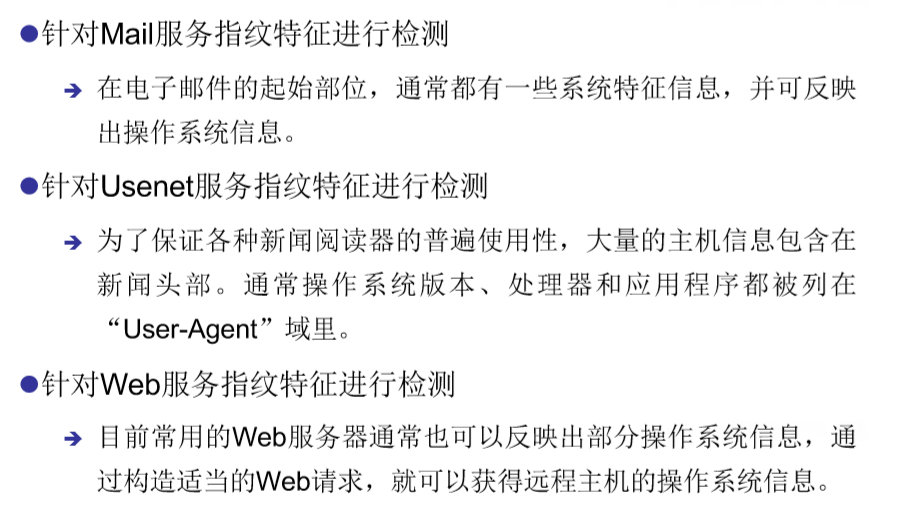 ●针对Mail服务指纹特征进行检测
➔ 在电子邮件的起始部位，通常都有一些系统特征信息，并可反映
出操作系统信息。
●针对Usenet服务指纹特征进行检测
➔ 为了保证各种新闻阅读器的普遍使用性，大量的主机信息包含在
新闻头部。通常操作系统版本、处理器和应用程序都被列在
“User-Agent”域里。
●针对Web服务指纹特征进行检测
➔ 目前常用的Web服务器通常也可以反映出部分操作系统信息，通
过构造适当的Web请求，就可以获得远程主机的操作系统信息。